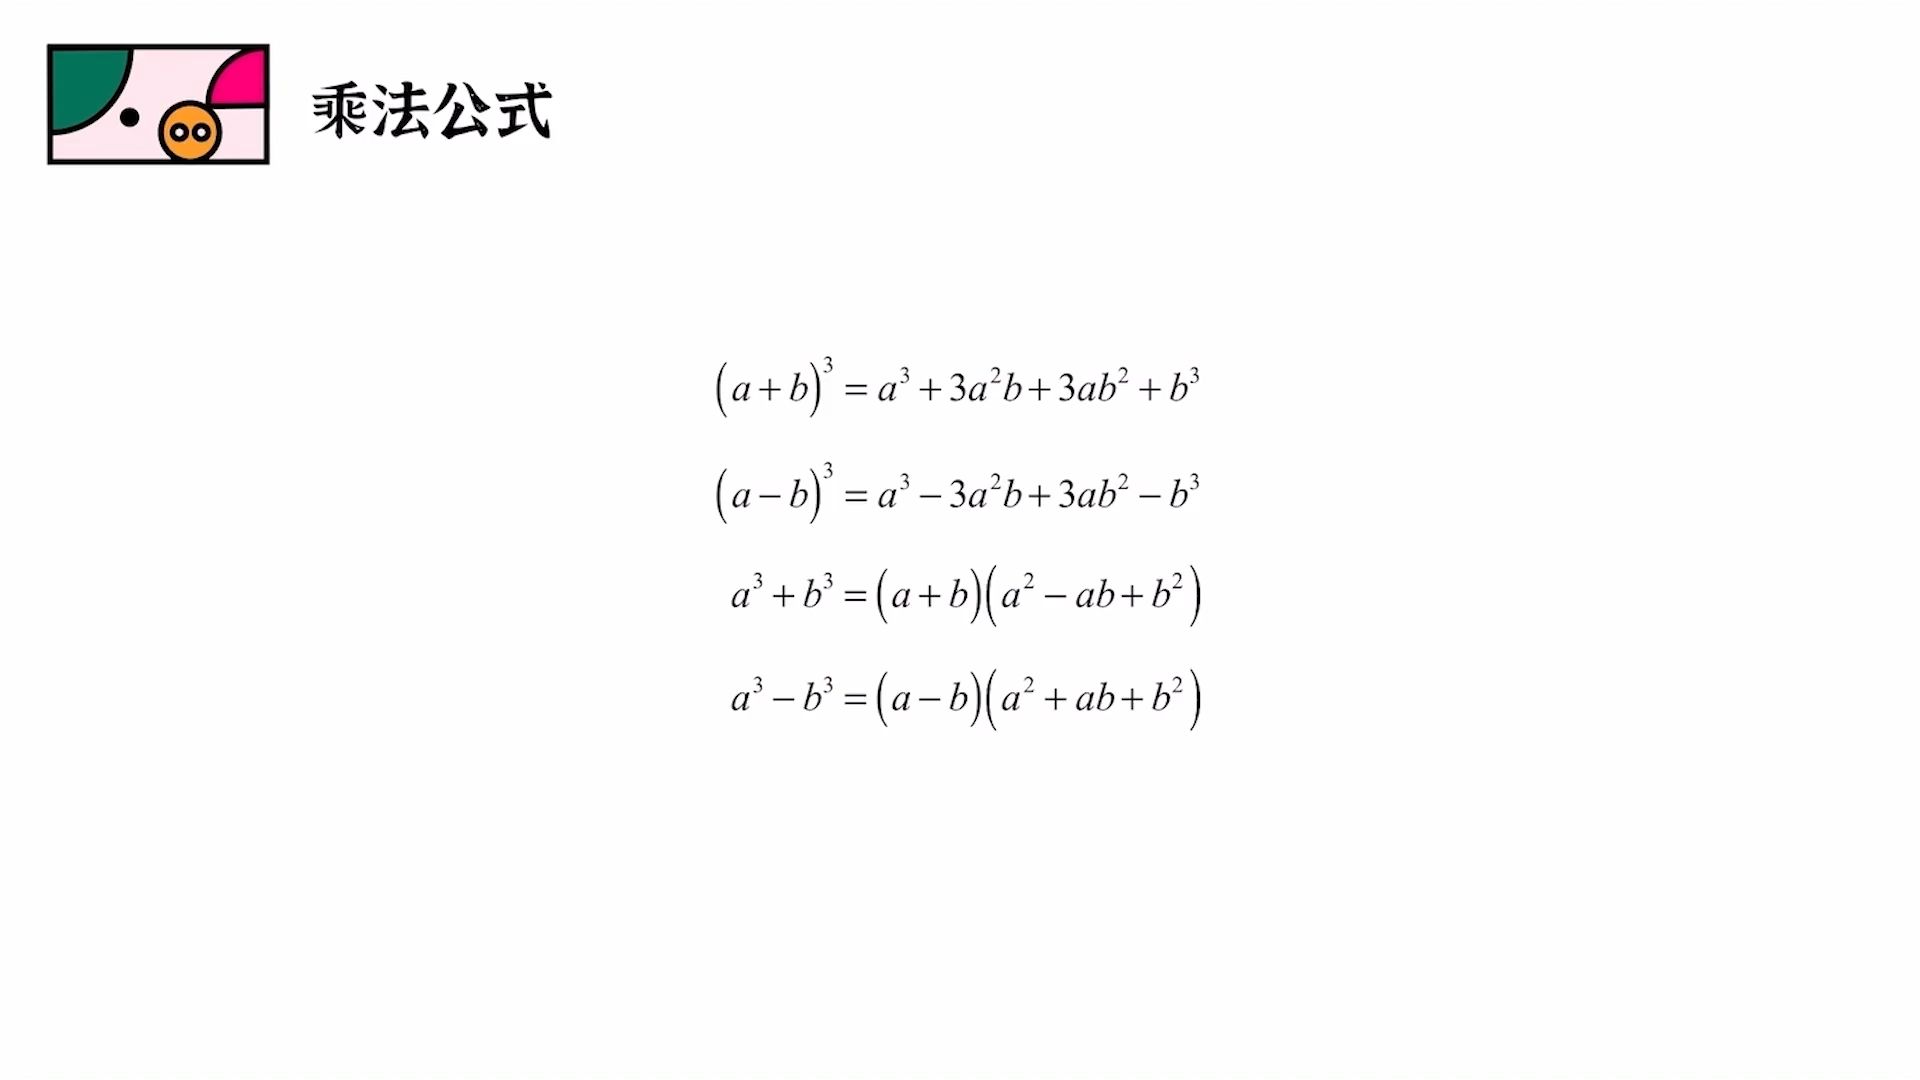 乘法公式
(a+b)³ = a³+3a²b+3ab²+b³
(a−b)³ = a³−3a²b+3ab²−b³
a³+b³ = (a+b)(a²−ab+b²)
a³−b³ = (a−b)(a²+ab+b²)